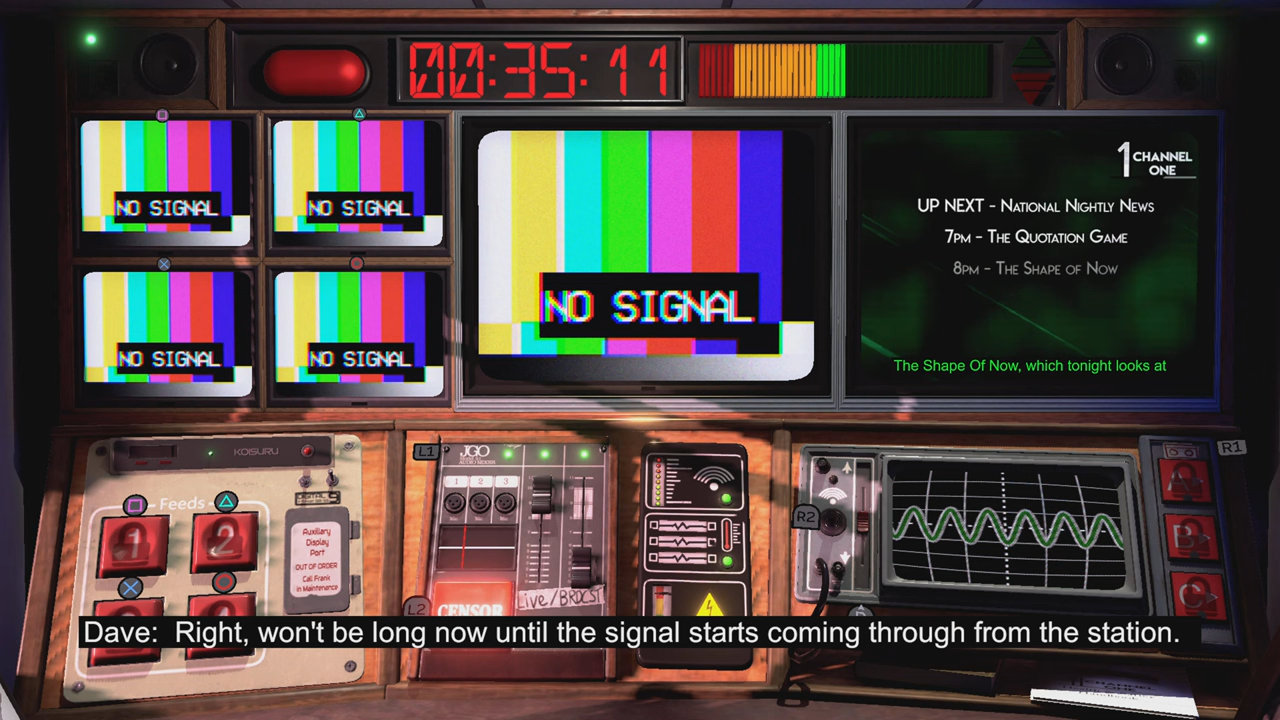 00:35:11
NO SIGNAL
NO SIGNAL
NO SIGNAL
NO SIGNAL
NO SIGNAL
1 CHANNEL
ONE
UP NEXT - NATIONAL NIGHTLY NEWS
7PM - THE QUOTATION GAME
8PM - THE SHAPE OF NOW
The Shape Of Now, which tonight looks at
KOISURU
Feeds
1
2
Auxiliary
Display
Port
OUT OF ORDER
Call Frank
in Maintenance
L1
JGO
1 2 3
L2
CENSOR
Live/BRDCST
R2
R1
A
B
C
Dave: Right, won't be long now until the signal starts coming through from the station.